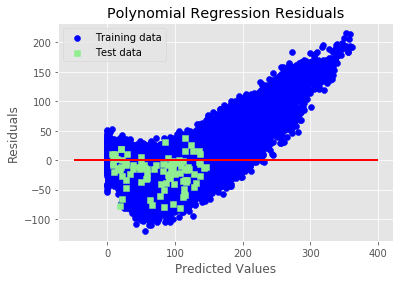 Polynomial Regression Residuals
Training data
Test data
200
150
100
50
0
−50
−100
Residuals
0
100
200
300
400
Predicted Values